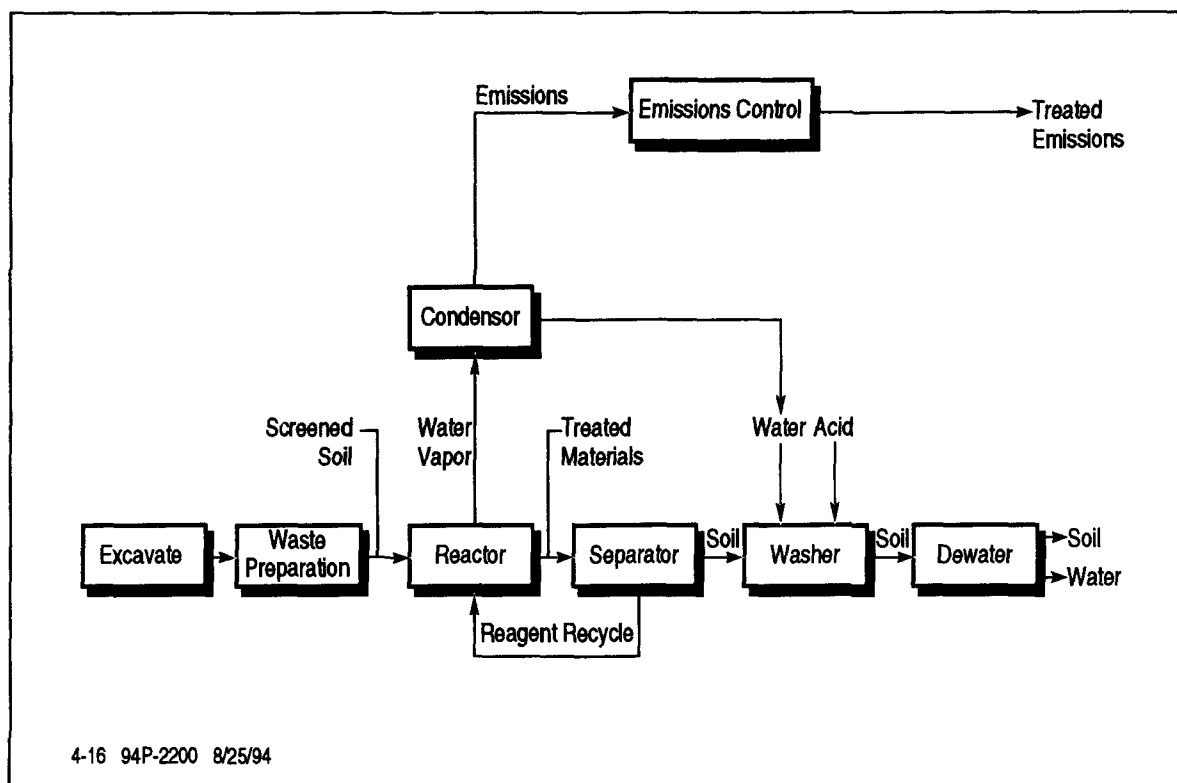 Emissions
Emissions Control
Treated
Emissions
Condensor
Screened
Soil
Water
Vapor
Treated
Materials
Water Acid
Excavate
Waste
Preparation
Reactor
Separator
Soil
Washer
Soil
Dewater
Soil
Water
Reagent Recycle
4-16 94P-2200 8/25/94